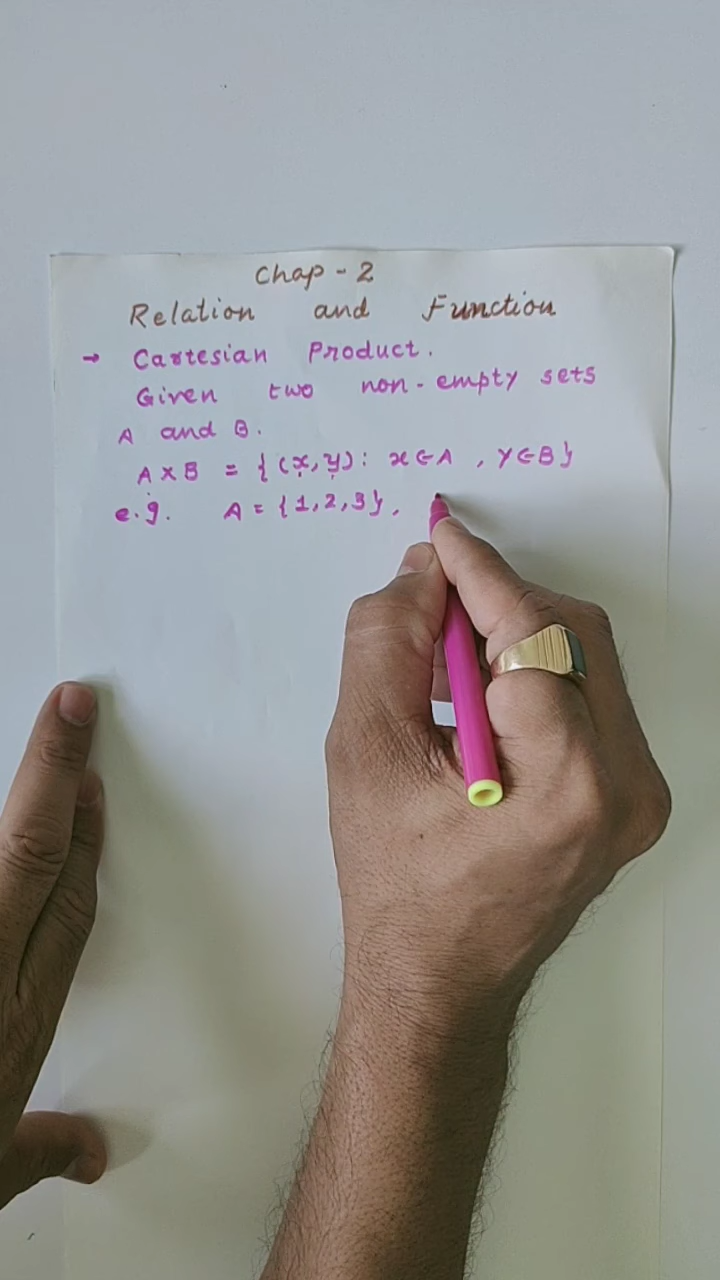 Chap - 2
Relation and Function
→ Cartesian Product.
Given two non-empty sets
A and B.
A × B = {(x,y): x∈A , y∈B}
e.g. A = {1,2,3},